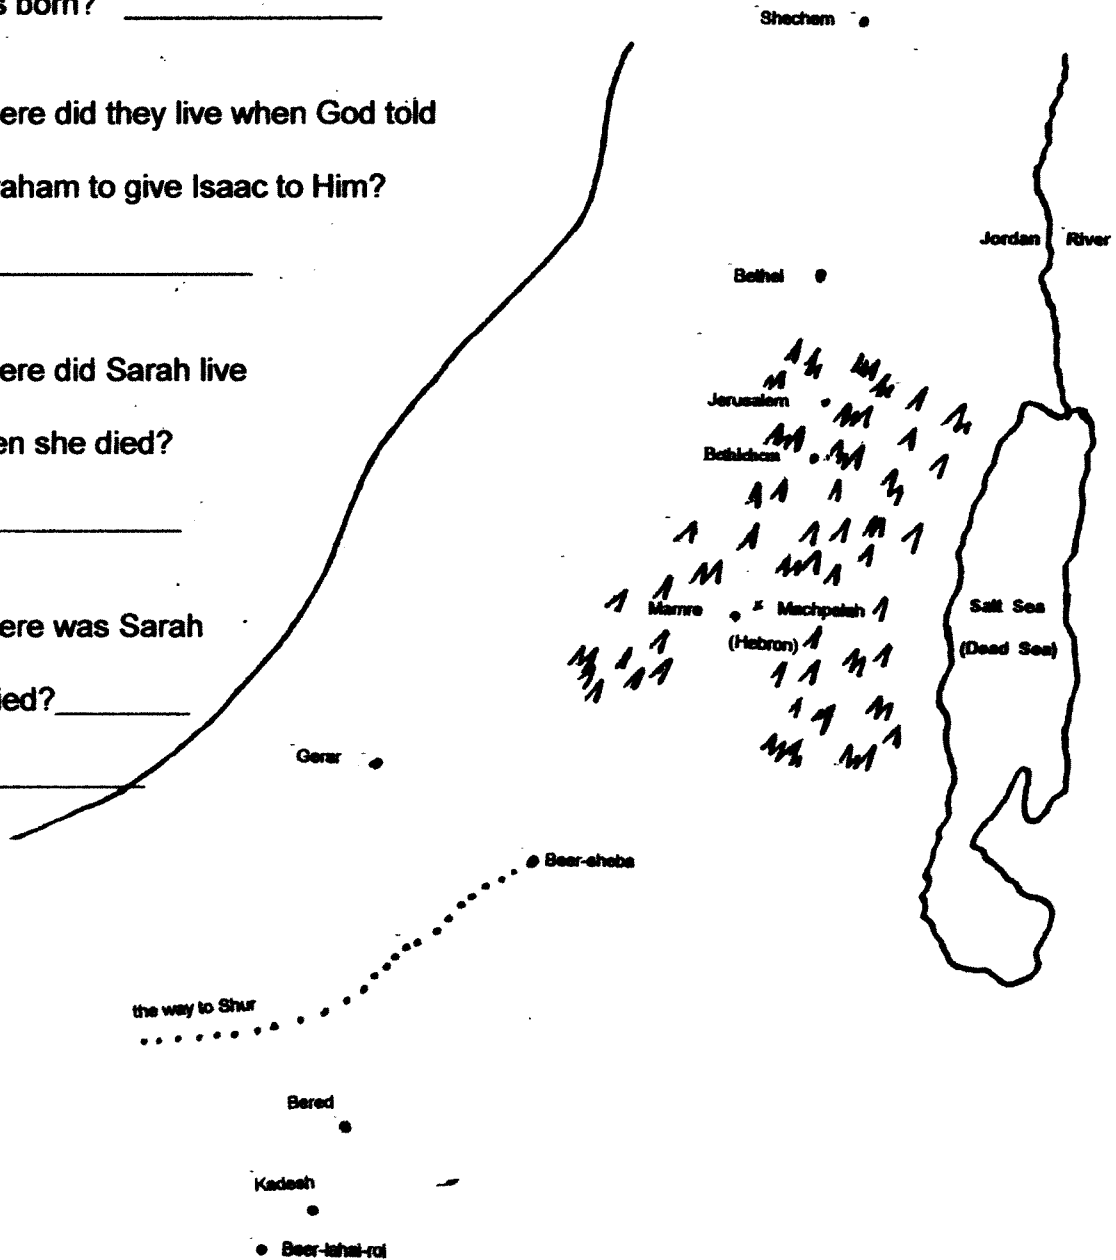 s born?
ere did they live when God told
raham to give Isaac to Him?
ere did Sarah live
en she died?
ere was Sarah
ied?
Shechem
Jordan River
Bethel
Jerusalem
Bethlehem
Mamre
Machpelah
(Hebron)
Salt Sea
(Dead Sea)
Gerar
Beer-sheba
the way to Shur
Bered
Kadesh
Beer-lahai-roi